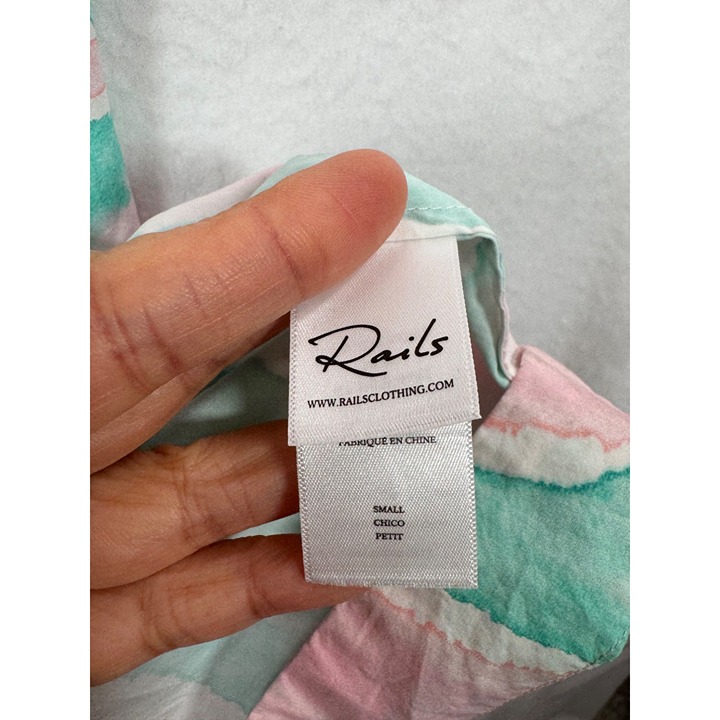 Rails
WWW.RAILSCLOTHING.COM
FABRIQUÉ EN CHINE
SMALL
CHICO
PETIT